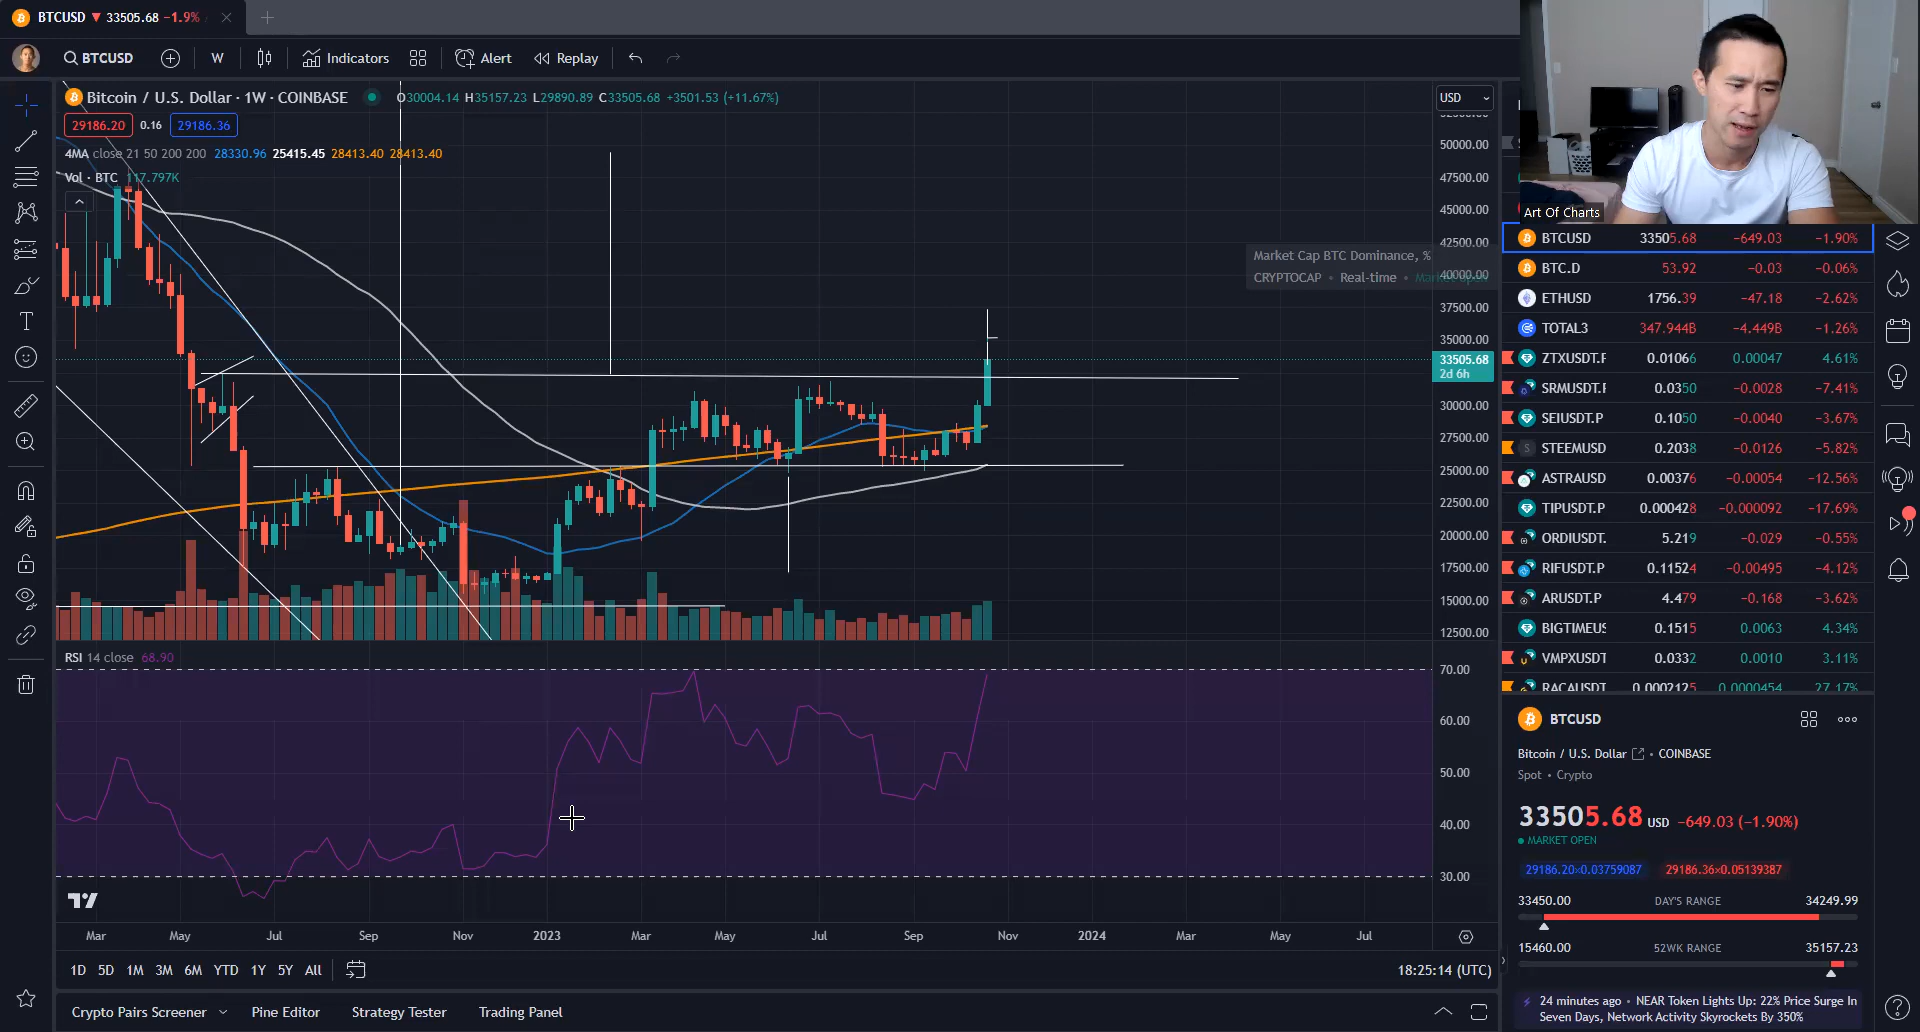 BTCUSD ▼ 33505.68 −1.9%
BTCUSD W Indicators Alert Replay
Bitcoin / U.S. Dollar · 1W · COINBASE O30004.14 H35157.23 L29890.89 C33505.68 +3501.53 (+11.67%)
29186.20 0.16 29186.36
4MA close 21 50 200 200 28330.96 25415.45 28413.40 28413.40
Vol · BTC 117.797K
USD
50000.00
47500.00
45000.00
42500.00
40000.00
37500.00
35000.00
33505.68
2d 6h
30000.00
27500.00
25000.00
22500.00
20000.00
17500.00
15000.00
12500.00
Market Cap BTC Dominance, %
CRYPTOCAP • Real-time • Market open
RSI 14 close 68.90
70.00
60.00
50.00
40.00
30.00
Mar May Jul Sep Nov 2023 Mar May Jul Sep Nov 2024 Mar May Jul
1D 5D 1M 3M 6M YTD 1Y 5Y All
18:25:14 (UTC)
Crypto Pairs Screener Pine Editor Strategy Tester Trading Panel
Art Of Charts
BTCUSD 33505.68 −649.03 −1.90%
BTC.D 53.92 −0.03 −0.06%
ETHUSD 1756.39 −47.18 −2.62%
TOTAL3 347.944B −4.449B −1.26%
ZTXUSDT.F 0.01066 0.00047 4.61%
SRMUSDT.F 0.0350 −0.0028 −7.41%
SEIUSDT.P 0.1050 −0.0040 −3.67%
STEEMUSD 0.2038 −0.0126 −5.82%
ASTRAUSD 0.00376 −0.00054 −12.56%
TIPUSDT.P 0.000428 −0.000092 −17.69%
ORDIUSDT. 5.219 −0.029 −0.55%
RIFUSDT.P 0.11524 −0.00495 −4.12%
ARUSDT.P 4.479 −0.168 −3.62%
BIGTIMEUS 0.1515 0.0063 4.34%
VMPXUSDT 0.0332 0.0010 3.11%
RACAUSDT 0.0002125 0.0000454 27.17%
BTCUSD
Bitcoin / U.S. Dollar • COINBASE
Spot • Crypto
33505.68 USD −649.03 (−1.90%)
MARKET OPEN
29186.20×0.03759087 29186.36×0.05139387
33450.00 DAY'S RANGE 34249.99
15460.00 52WK RANGE 35157.23
24 minutes ago • NEAR Token Lights Up: 22% Price Surge In
Seven Days, Network Activity Skyrockets By 350%